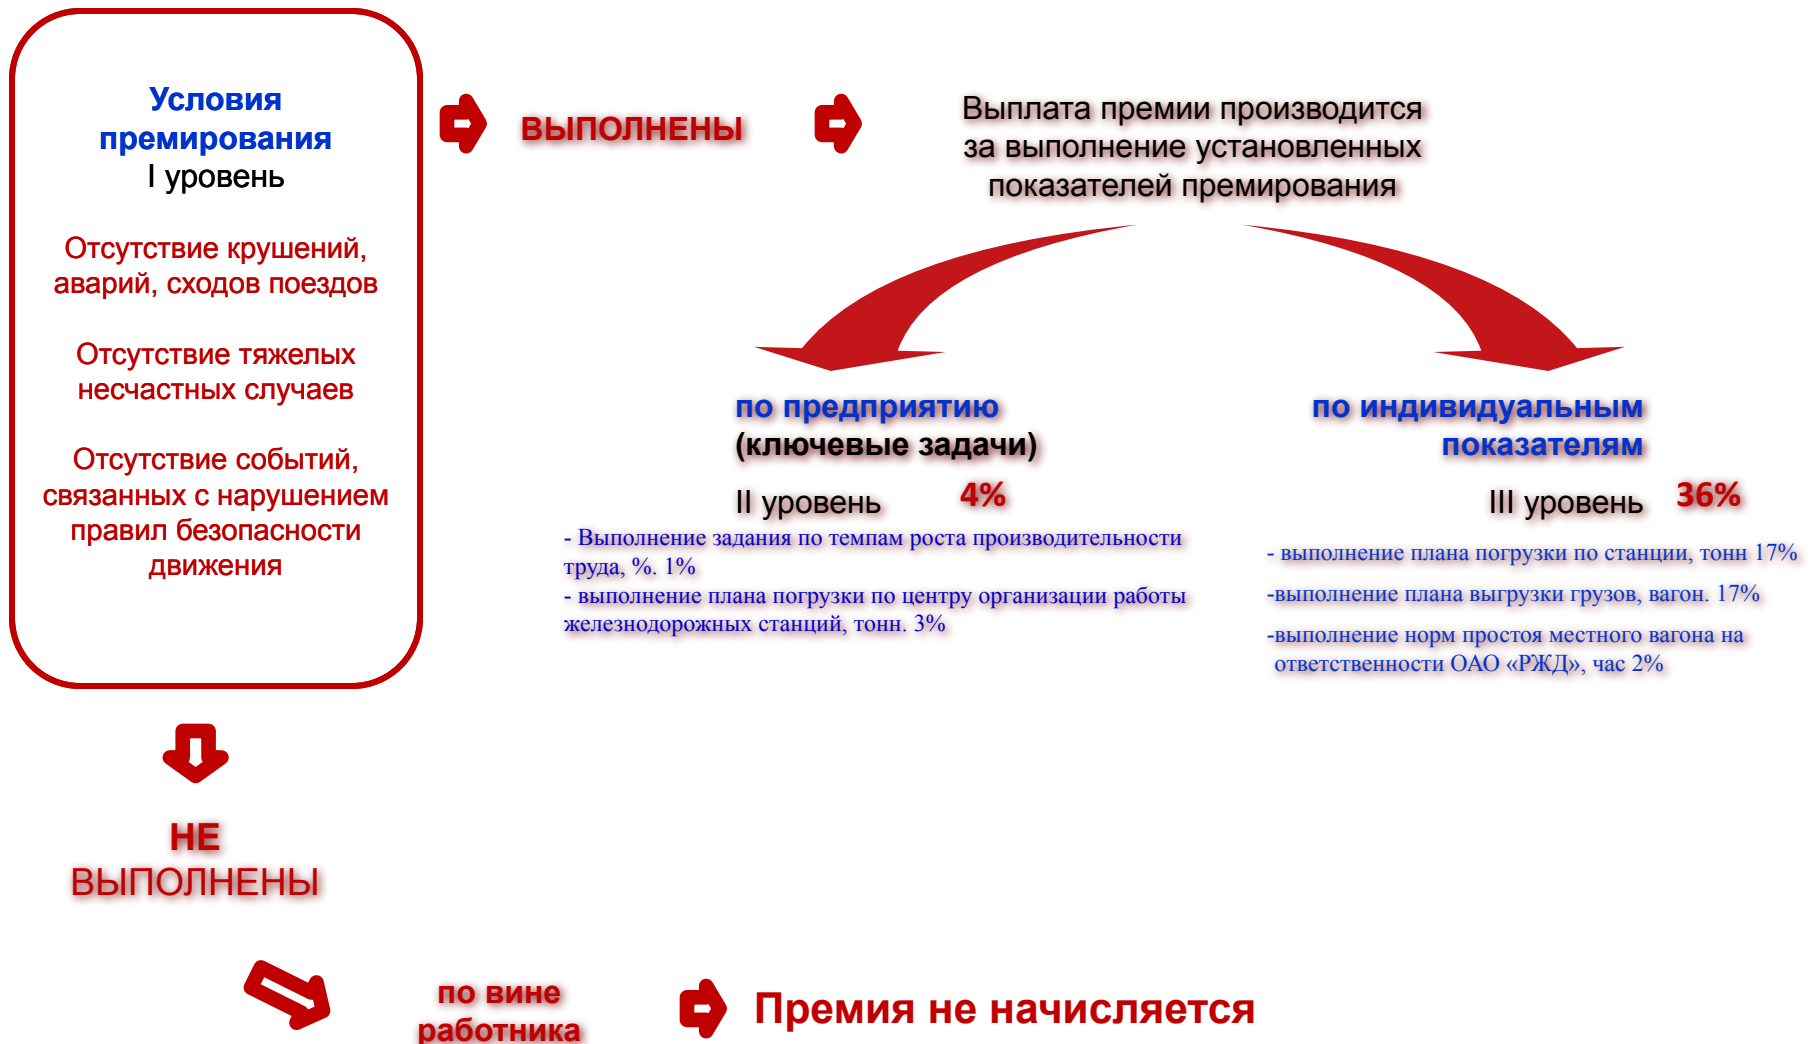 Условия
премирования
I уровень
Отсутствие крушений,
аварий, сходов поездов
Отсутствие тяжелых
несчастных случаев
Отсутствие событий,
связанных с нарушением
правил безопасности
движения
ВЫПОЛНЕНЫ
Выплата премии производится
за выполнение установленных
показателей премирования
по предприятию
(ключевые задачи)
II уровень 4%
- Выполнение задания по темпам роста производительности
труда, %. 1%
- выполнение плана погрузки по центру организации работы
железнодорожных станций, тонн. 3%
по индивидуальным
показателям
III уровень 36%
- выполнение плана погрузки по станции, тонн 17%
-выполнение плана выгрузки грузов, вагон. 17%
-выполнение норм простоя местного вагона на
ответственности ОАО «РЖД», час 2%
НЕ
ВЫПОЛНЕНЫ
по вине
работника
Премия не начисляется